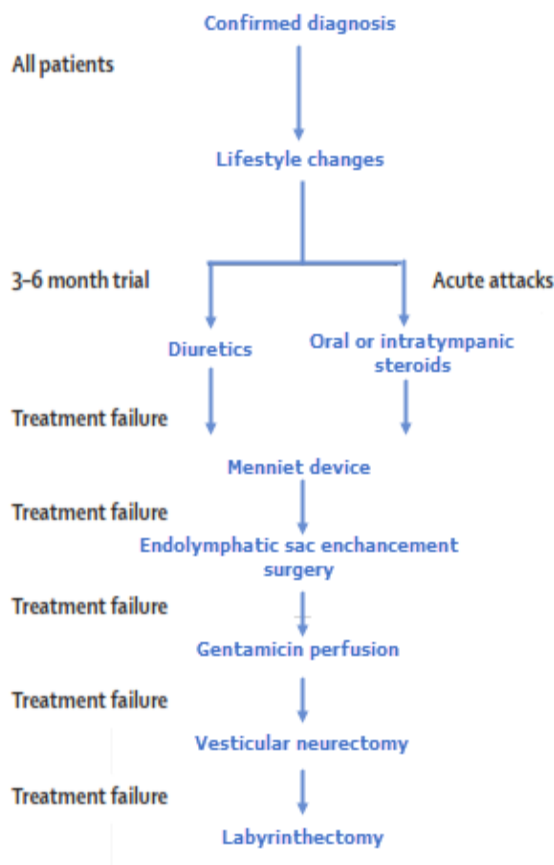 Confirmed diagnosis
All patients
Lifestyle changes
3-6 month trial
Acute attacks
Diuretics
Oral or intratympanic
steroids
Treatment failure
Menniet device
Treatment failure
Endolymphatic sac enchancement
surgery
Treatment failure
Gentamicin perfusion
Treatment failure
Vesticular neurectomy
Treatment failure
Labyrinthectomy